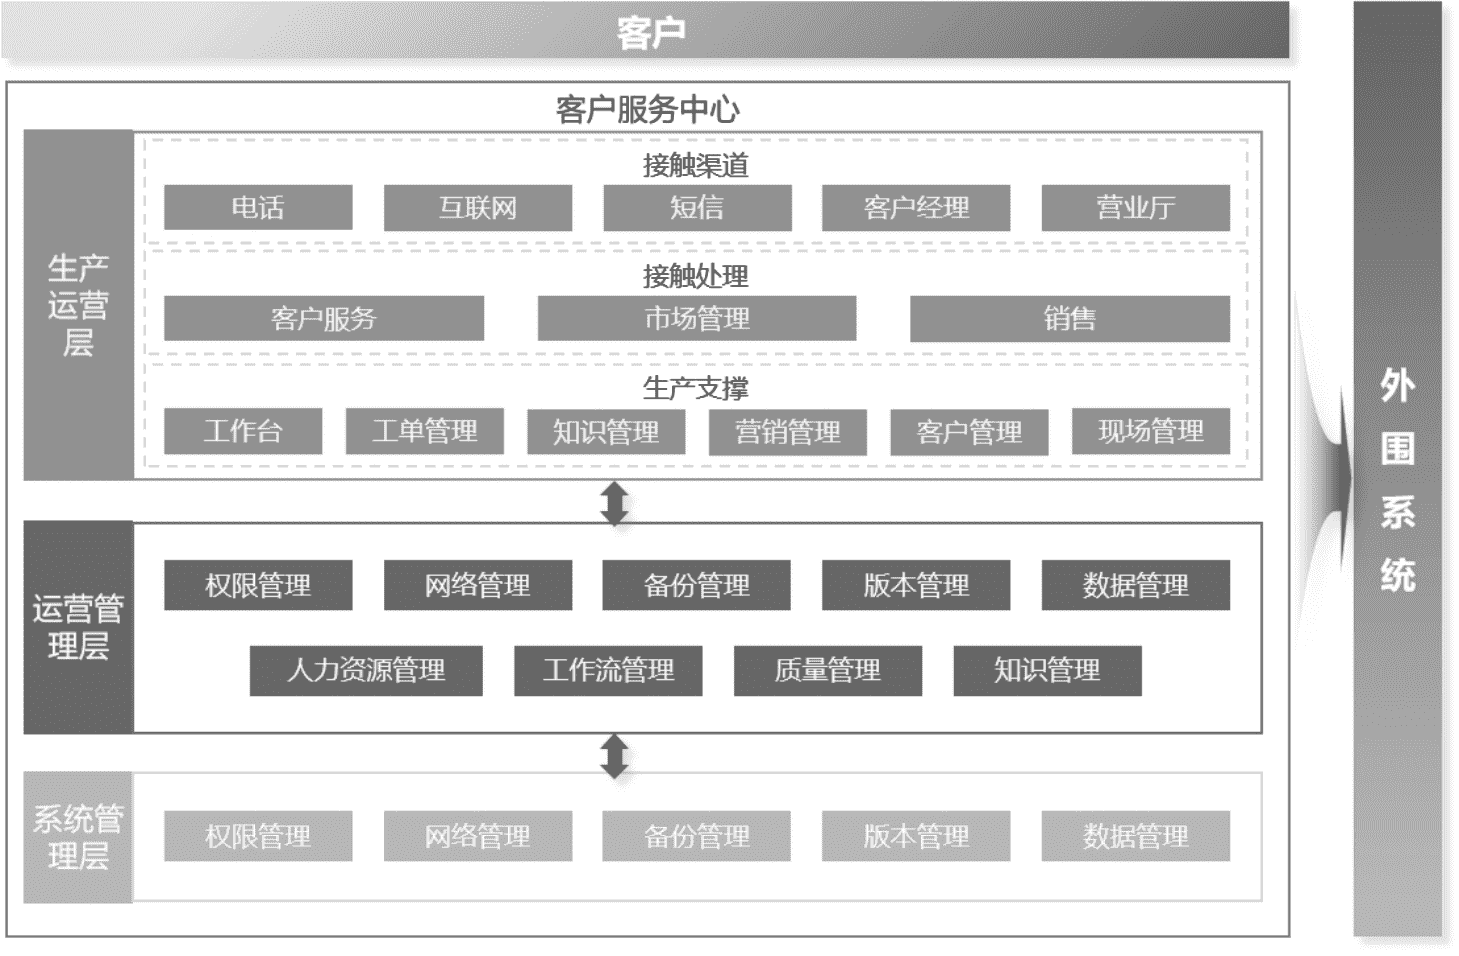 客户
客户服务中心
生产
运营
层
接触渠道
电话
互联网
短信
客户经理
营业厅
接触处理
客户服务
市场管理
销售
生产支撑
工作台
工单管理
知识管理
营销管理
客户管理
现场管理
运营管
理层
权限管理
网络管理
备份管理
版本管理
数据管理
人力资源管理
工作流管理
质量管理
知识管理
系统管
理层
权限管理
网络管理
备份管理
版本管理
数据管理
外
围
系
统